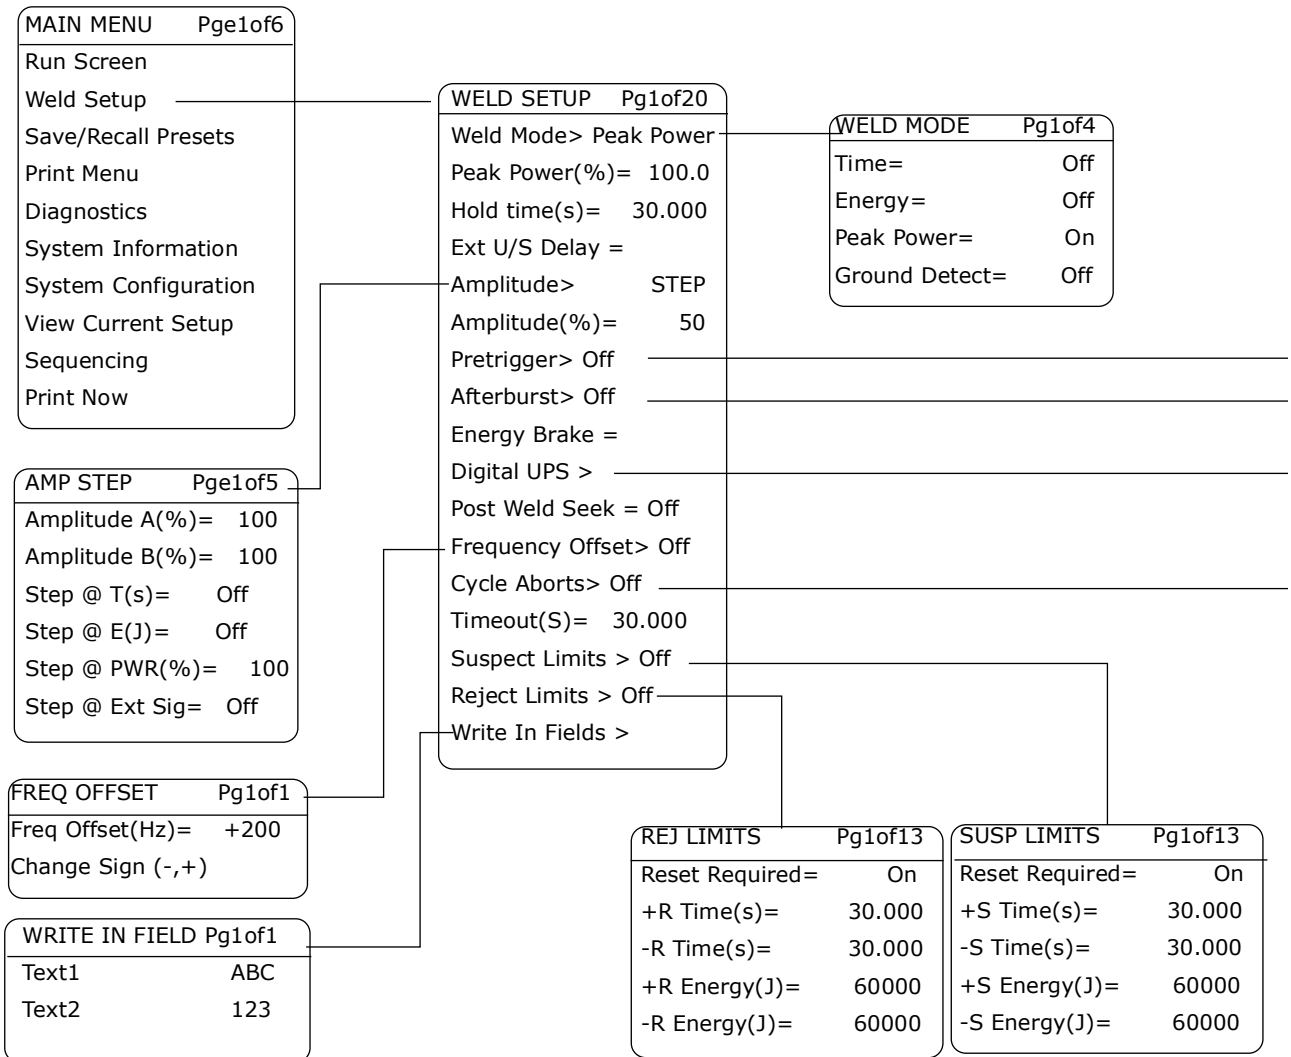 MAIN MENU Pge1of6
Run Screen
Weld Setup
Save/Recall Presets
Print Menu
Diagnostics
System Information
System Configuration
View Current Setup
Sequencing
Print Now
WELD SETUP Pg1of20
Weld Mode> Peak Power
Peak Power(%)= 100.0
Hold time(s)= 30.000
Ext U/S Delay =
Amplitude> STEP
Amplitude(%)= 50
Pretrigger> Off
Afterburst> Off
Energy Brake =
Digital UPS >
Post Weld Seek = Off
Frequency Offset> Off
Cycle Aborts> Off
Timeout(S)= 30.000
Suspect Limits > Off
Reject Limits > Off
Write In Fields >
WELD MODE Pg1of4
Time= Off
Energy= Off
Peak Power= On
Ground Detect= Off
AMP STEP Pge1of5
Amplitude A(%)= 100
Amplitude B(%)= 100
Step @ T(s)= Off
Step @ E(J)= Off
Step @ PWR(%)= 100
Step @ Ext Sig= Off
FREQ OFFSET Pg1of1
Freq Offset(Hz)= +200
Change Sign (-,+)
WRITE IN FIELD Pg1of1
Text1 ABC
Text2 123
REJ LIMITS Pg1of13
Reset Required= On
+R Time(s)= 30.000
-R Time(s)= 30.000
+R Energy(J)= 60000
-R Energy(J)= 60000
SUSP LIMITS Pg1of13
Reset Required= On
+S Time(s)= 30.000
-S Time(s)= 30.000
+S Energy(J)= 60000
-S Energy(J)= 60000